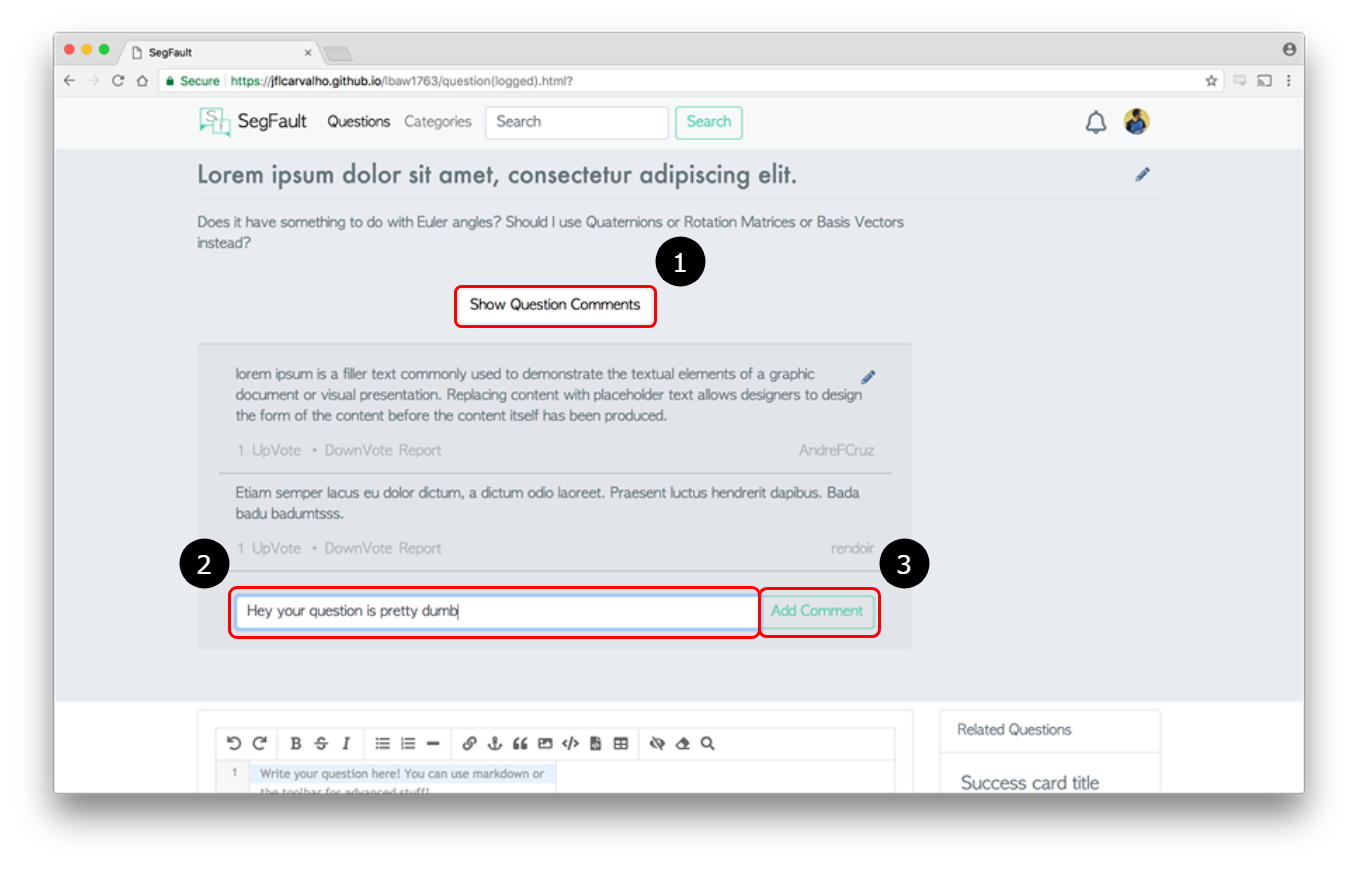 SegFault
Secure https://jflcarvalho.github.io/lbaw1763/question(logged).html?
SegFault Questions Categories Search Search
Lorem ipsum dolor sit amet, consectetur adipiscing elit.
Does it have something to do with Euler angles? Should I use Quaternions or Rotation Matrices or Basis Vectors
instead?
1
Show Question Comments
lorem ipsum is a filler text commonly used to demonstrate the textual elements of a graphic
document or visual presentation. Replacing content with placeholder text allows designers to design
the form of the content before the content itself has been produced.
1 UpVote • DownVote Report AndreFCruz
Etiam semper lacus eu dolor dictum, a dictum odio laoreet. Praesent luctus hendrerit dapibus. Bada
badu badumtsss.
1 UpVote • DownVote Report rendoir
2
3
Hey your question is pretty dumb
Add Comment
Related Questions
B S I
1 Write your question here! You can use markdown or
the toolbar for advanced stuff!
Success card title